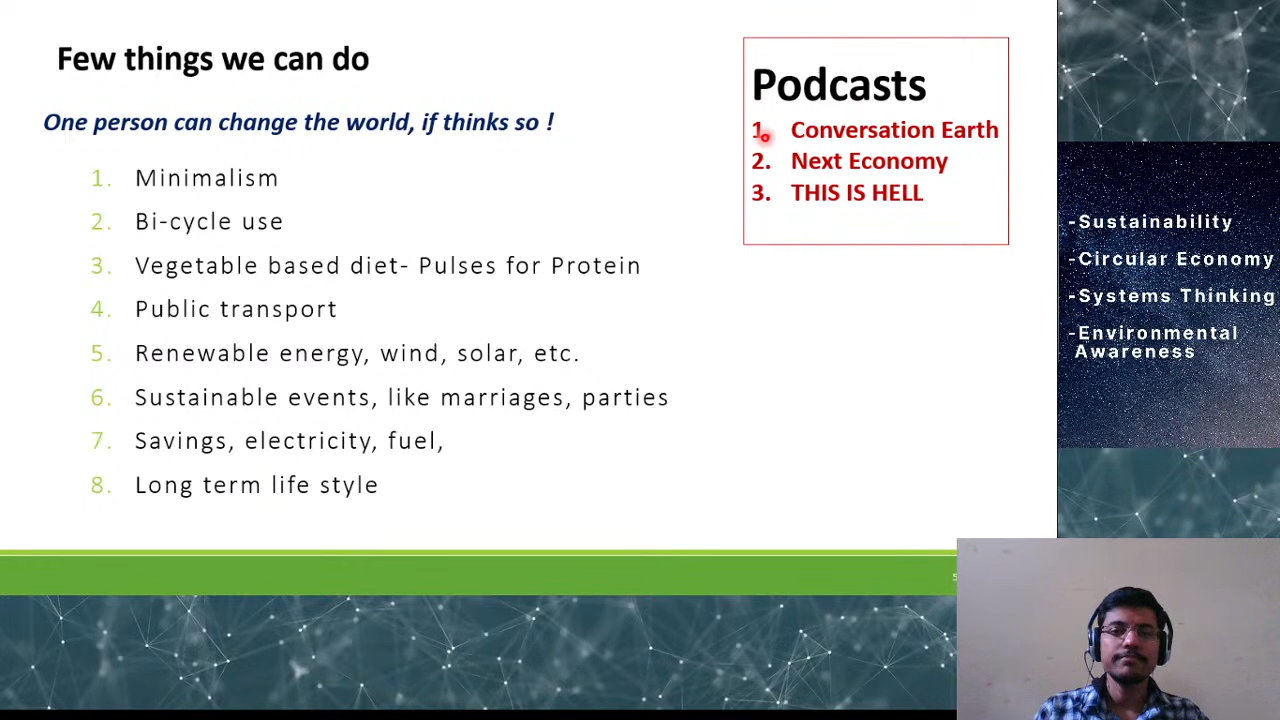 Few things we can do
One person can change the world, if thinks so !
1. Minimalism
2. Bi-cycle use
3. Vegetable based diet- Pulses for Protein
4. Public transport
5. Renewable energy, wind, solar, etc.
6. Sustainable events, like marriages, parties
7. Savings, electricity, fuel,
8. Long term life style
Podcasts
1. Conversation Earth
2. Next Economy
3. THIS IS HELL
-Sustainability
-Circular Economy
-Systems Thinking
-Environmental
Awareness